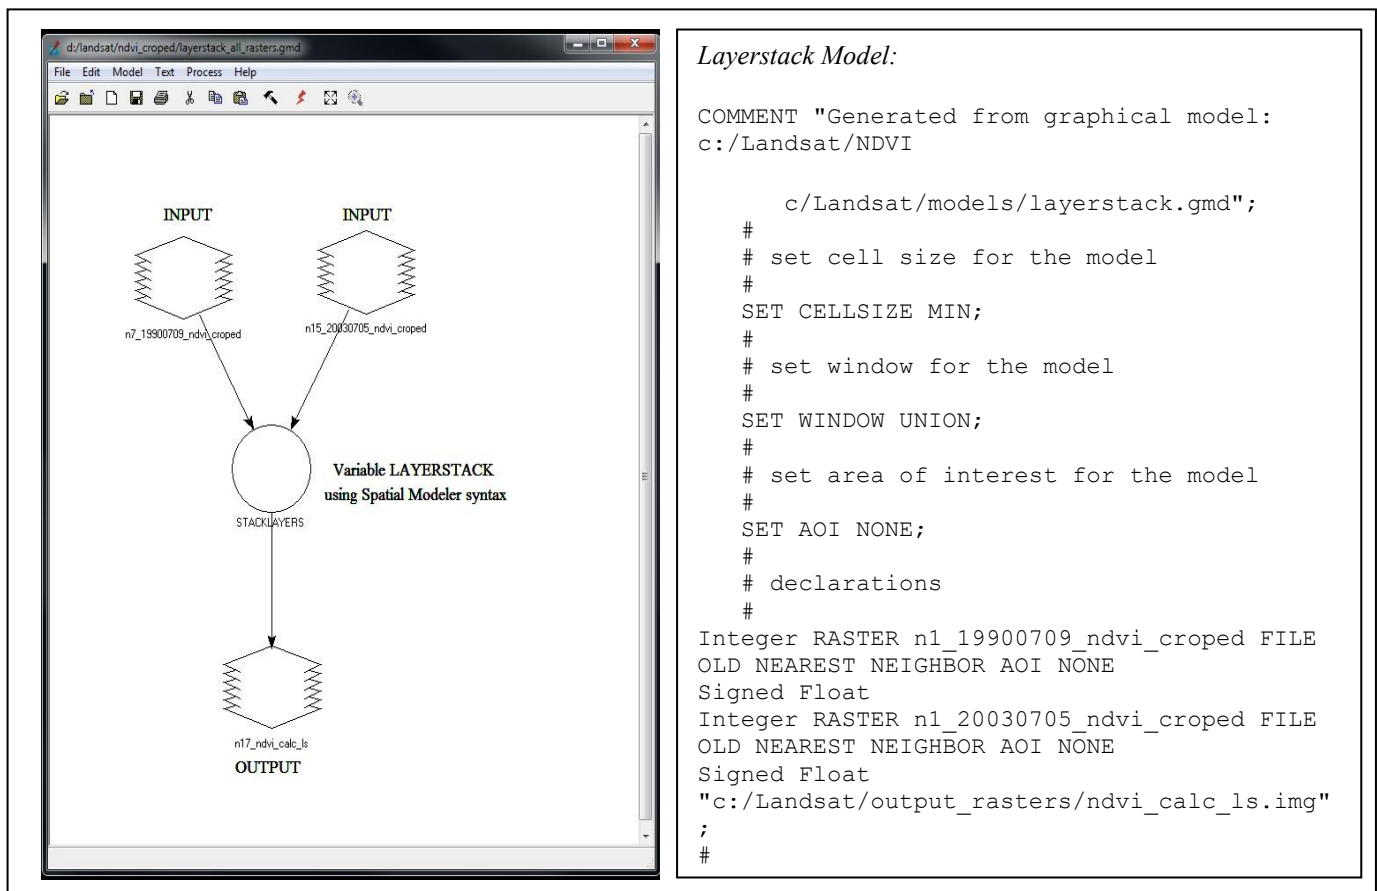 d:/landsat/ndvi_croped/layerstack_all_rasters.gmd
File Edit Model Text Process Help
INPUT INPUT
n7_19900709_ndvi_croped n15_20030705_ndvi_croped
Variable LAYERSTACK
using Spatial Modeler syntax
STACKLAYERS
n17_ndvi_calc_ls
OUTPUT
Layerstack Model:
COMMENT "Generated from graphical model:
c:/Landsat/NDVI
c/Landsat/models/layerstack.gmd";
#
# set cell size for the model
#
SET CELLSIZE MIN;
#
# set window for the model
#
SET WINDOW UNION;
#
# set area of interest for the model
#
SET AOI NONE;
#
# declarations
#
Integer RASTER n1_19900709_ndvi_croped FILE
OLD NEAREST NEIGHBOR AOI NONE
Signed Float
Integer RASTER n1_20030705_ndvi_croped FILE
OLD NEAREST NEIGHBOR AOI NONE
Signed Float
"c:/Landsat/output_rasters/ndvi_calc_ls.img"
;
#